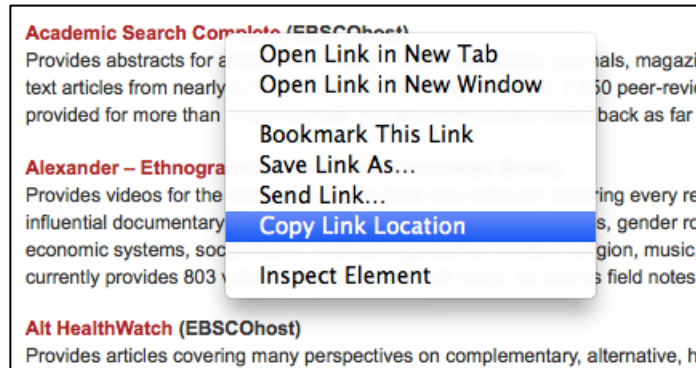 Academic Search Complete (EBSCOhost)
Provides abstracts for a nals, magazi
text articles from nearly 50 peer-revie
provided for more than back as far
Alexander – Ethnogra
Provides videos for the ring every re
influential documentary s, gender ro
economic systems, soc gion, music,
currently provides 803 field notes
Alt HealthWatch (EBSCOhost)
Provides articles covering many perspectives on complementary, alternative, h
Open Link in New Tab
Open Link in New Window
Bookmark This Link
Save Link As...
Send Link...
Copy Link Location
Inspect Element